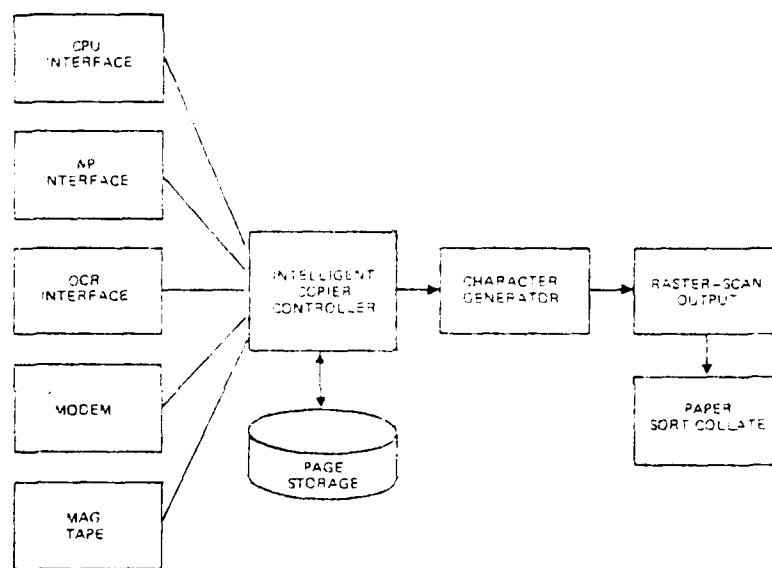 CPU
INTERFACE
WP
INTERFACE
OCR
INTERFACE
MODEM
MAG
TAPE
INTELLIGENT
COPIER
CONTROLLER
PAGE
STORAGE
CHARACTER
GENERATOR
RASTER-SCAN
OUTPUT
PAPER
SORT COLLATE